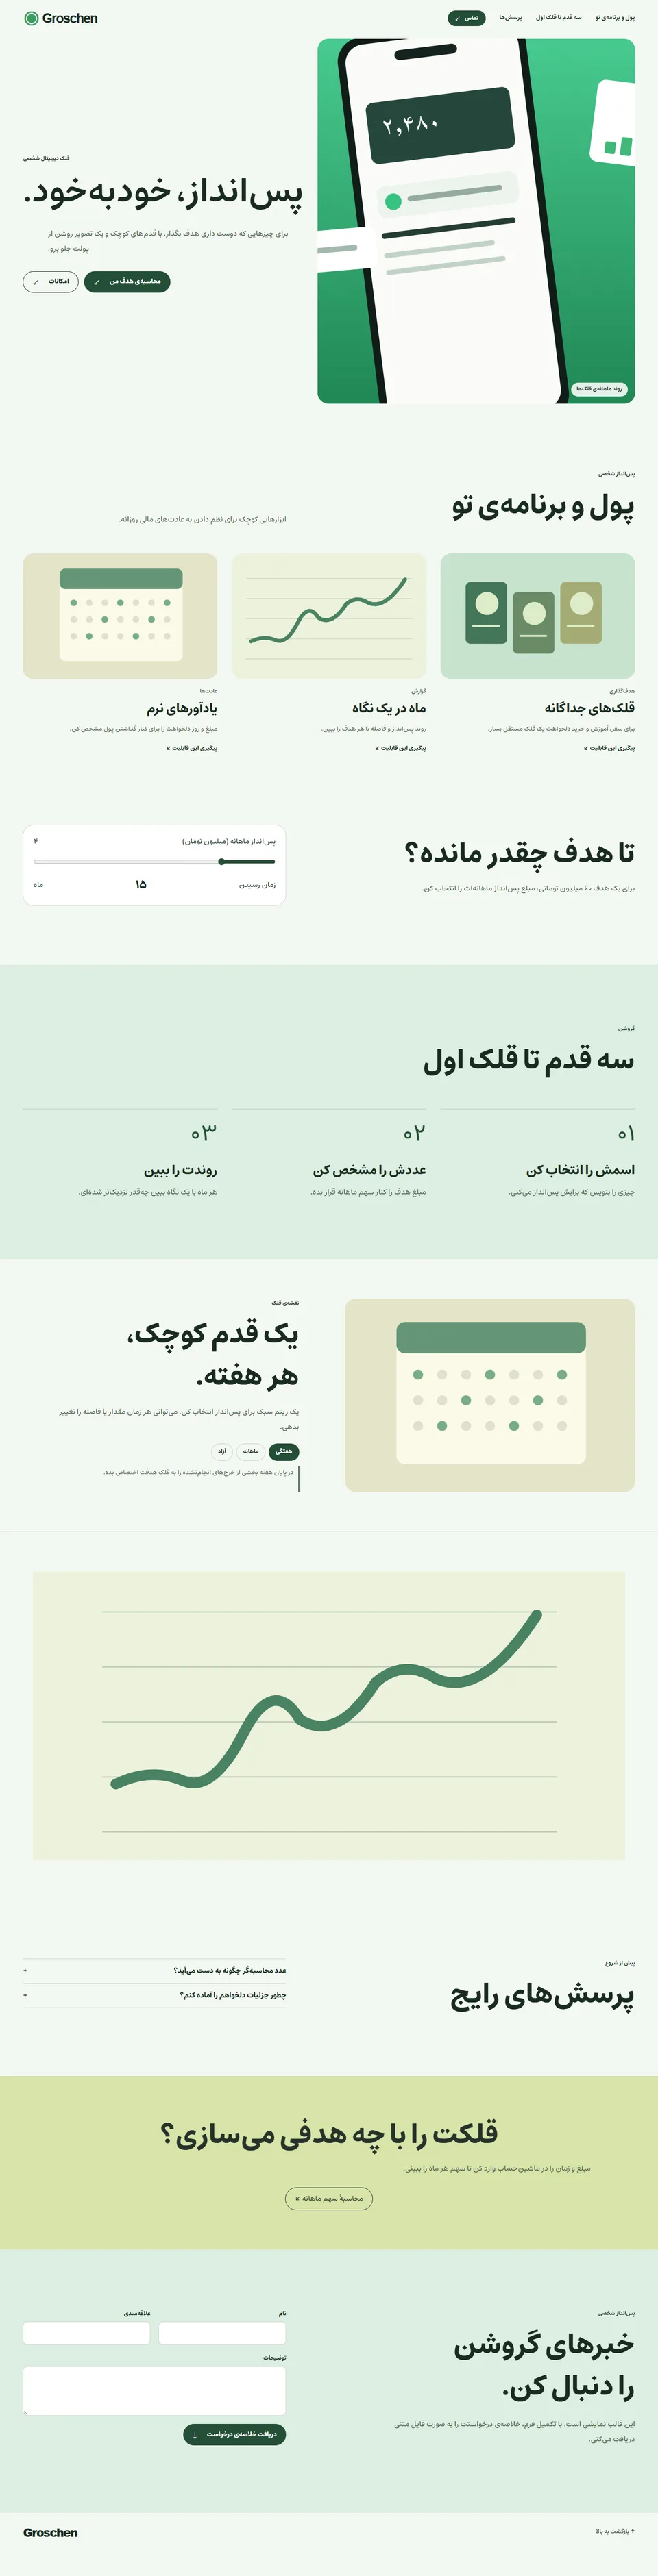 پول و برنامه‌ی تو
سه قدم تا قلک اول
پرسش‌ها
تماس ✓
Groschen
۲,۴۸۰
روند ماهانه‌ی قلک‌ها
قلک دیجیتال شخصی
پس‌انداز، خودبه‌خود.
برای چیزهایی که دوست داری هدف بگذار. با قدم‌های کوچک و یک تصویر روشن از
پولت جلو برو.
محاسبه‌ی هدف من ✓
امکانات ✓
پس‌انداز شخصی
پول و برنامه‌ی تو
ابزارهایی کوچک برای نظم دادن به عادت‌های مالی روزانه.
هدف‌گذاری
قلک‌های جداگانه
برای سفر، آموزش و خرید دلخواهت یک قلک مستقل بساز.
پیگیری این قابلیت ↙
گزارش
ماه در یک نگاه
روند پس‌انداز و فاصله تا هر هدف را ببین.
پیگیری این قابلیت ↙
عادت‌ها
یادآورهای نرم
مبلغ و روز دلخواهت را برای کنار گذاشتن پول مشخص کن.
پیگیری این قابلیت ↙
تا هدف چقدر مانده؟
برای یک هدف ۶۰ میلیون تومانی، مبلغ پس‌انداز ماهانه‌ات را انتخاب کن.
پس‌انداز ماهانه (میلیون تومان) ۴
زمان رسیدن ۱۵ ماه
گروشن
سه قدم تا قلک اول
۰۱
اسمش را انتخاب کن
چیزی را بنویس که برایش پس‌انداز می‌کنی.
۰۲
عددش را مشخص کن
مبلغ هدف را کنار سهم ماهانه قرار بده.
۰۳
روندت را ببین
هر ماه با یک نگاه ببین چه‌قدر نزدیک‌تر شده‌ای.
نقشه‌ی قلک
یک قدم کوچک،
هر هفته.
یک ریتم سبک برای پس‌انداز انتخاب کن. می‌توانی هر زمان مقدار یا فاصله را تغییر
بدهی.
هفتگی
ماهانه
آزاد
در پایان هفته بخشی از خرج‌های انجام‌نشده را به قلک هدفت اختصاص بده.
پیش از شروع
پرسش‌های رایج
عدد محاسبه‌گر چگونه به دست می‌آید؟ +
چطور جزئیات دلخواهم را آماده کنم؟ +
قلکت را با چه هدفی می‌سازی؟
مبلغ و زمان را در ماشین‌حساب وارد کن تا سهم هر ماه را ببینی.
محاسبهٔ سهم ماهانه ↙
پس‌انداز شخصی
خبرهای گروشن
را دنبال کن.
این قالب نمایشی است. با تکمیل فرم، خلاصه‌ی درخواستت را به صورت فایل متنی
دریافت می‌کنی.
نام
علاقه‌مندی
توضیحات
دریافت خلاصه‌ی درخواست ↓
↑ بازگشت به بالا
Groschen